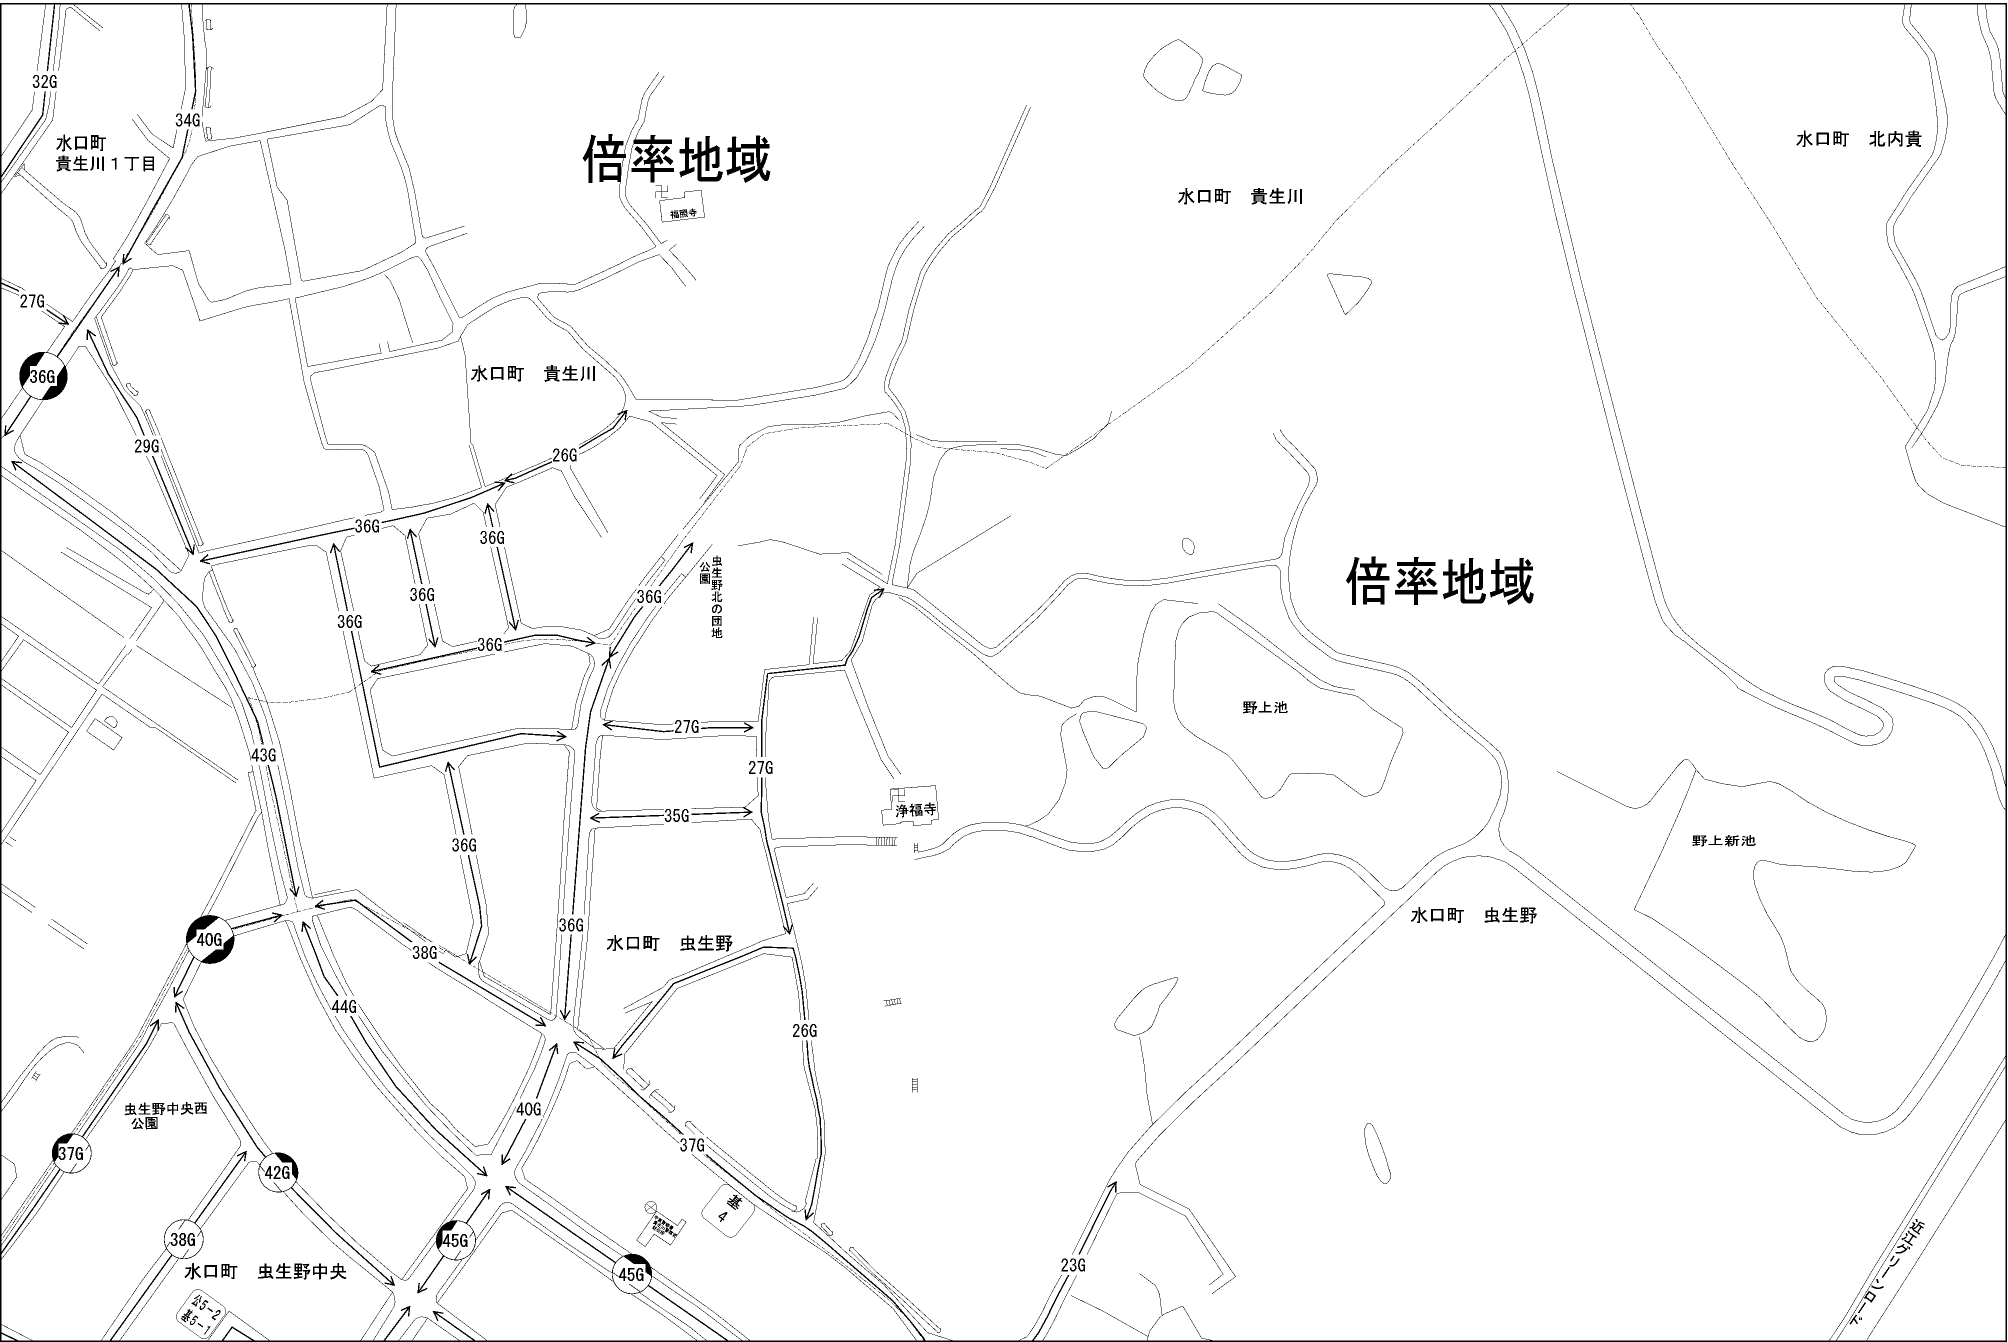 32G
34G
水口町
貴生川1丁目
倍率地域
福照寺
水口町 貴生川
水口町 北内貴
27G
36G
水口町 貴生川
29G
26G
36G
36G
36G
36G
36G
36G
虫生野北の団地
公園
倍率地域
43G
27G
27G
野上池
35G
浄福寺
36G
野上新池
36G
40G
38G
水口町 虫生野
水口町 虫生野
44G
26G
虫生野中央西
公園
40G
37G
37G
42G
基
4
38G
45G
45G
水口町 虫生野中央
公5-2
基5-1
23G
近江グリーンロード